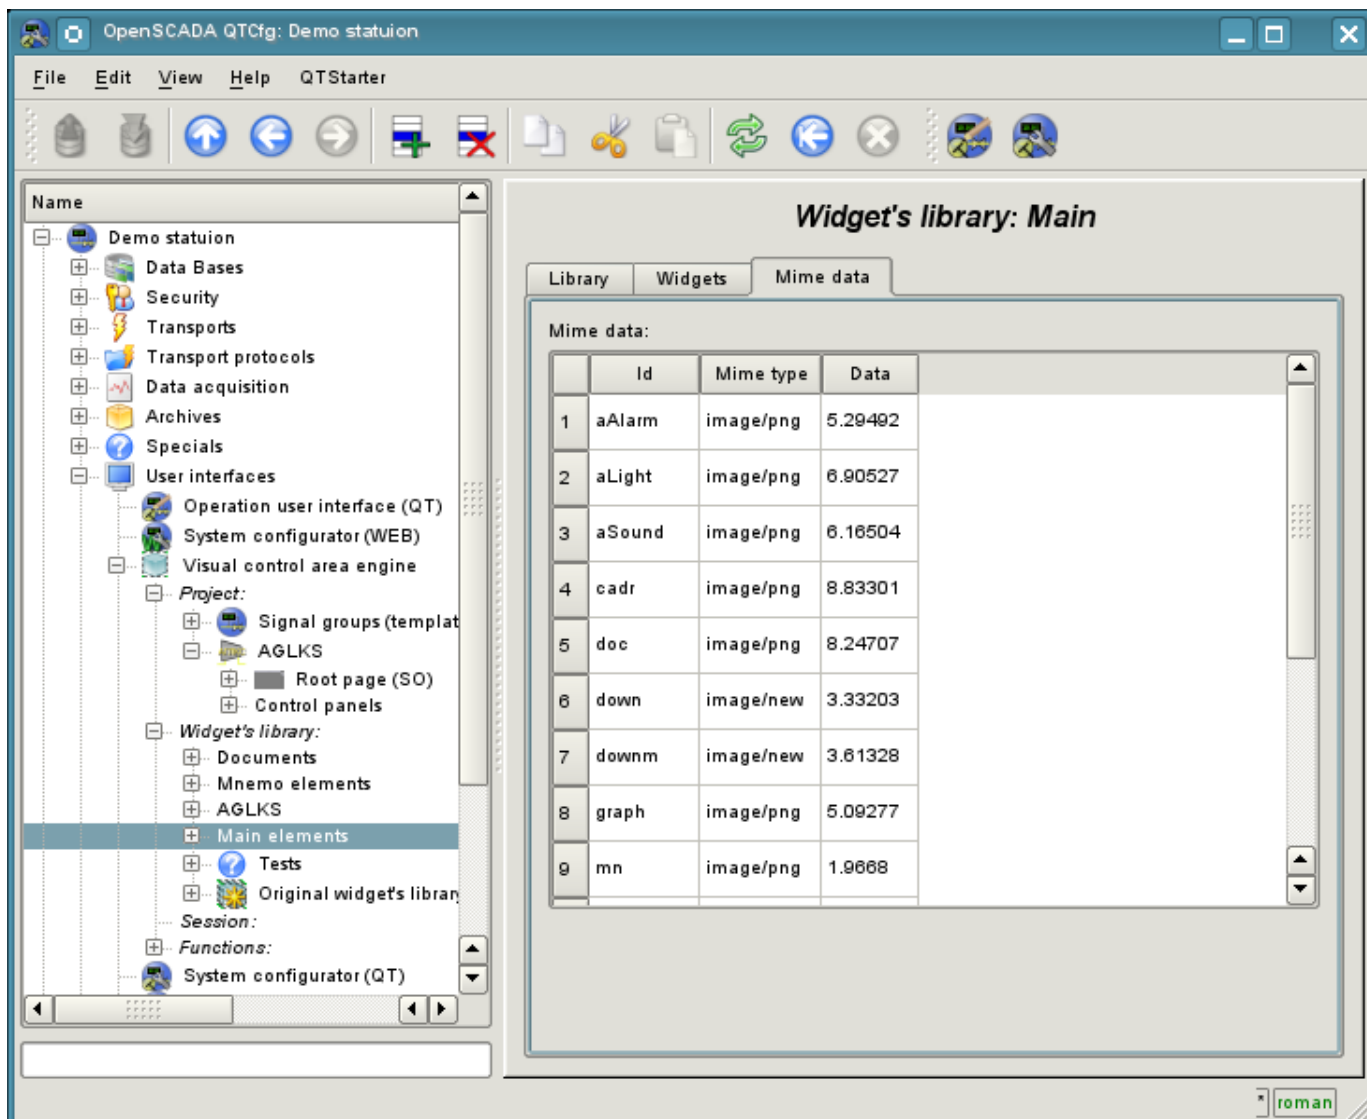 OpenSCADA QTCfg: Demo statuion
File Edit View Help QTStarter
Name
Demo statuion
Data Bases
Security
Transports
Transport protocols
Data acquisition
Archives
Specials
User interfaces
Operation user interface (QT)
System configurator (WEB)
Visual control area engine
Project:
Signal groups (templat
AGLKS
Root page (SO)
Control panels
Widget's library:
Documents
Mnemo elements
AGLKS
Main elements
Tests
Original widget's librar
Session:
Functions:
System configurator (QT)
Widget's library: Main
Library Widgets Mime data
Mime data:
Id Mime type Data
1 aAlarm image/png 5.29492
2 aLight image/png 6.90527
3 aSound image/png 6.16504
4 cadr image/png 8.83301
5 doc image/png 8.24707
6 down image/new 3.33203
7 downm image/new 3.61328
8 graph image/png 5.09277
9 mn image/png 1.9668
* roman